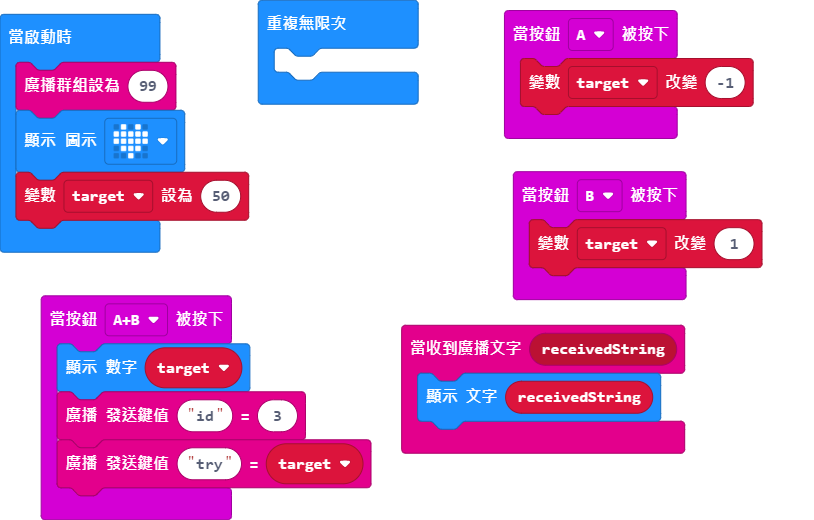 當啟動時
廣播群組設為 99
顯示 圖示
變數 target 設為 50
重複無限次
當按鈕 A 被按下
變數 target 改變 -1
當按鈕 B 被按下
變數 target 改變 1
當按鈕 A+B 被按下
顯示 數字 target
廣播 發送鍵值 "id" = 3
廣播 發送鍵值 "try" = target
當收到廣播文字 receivedString
顯示 文字 receivedString